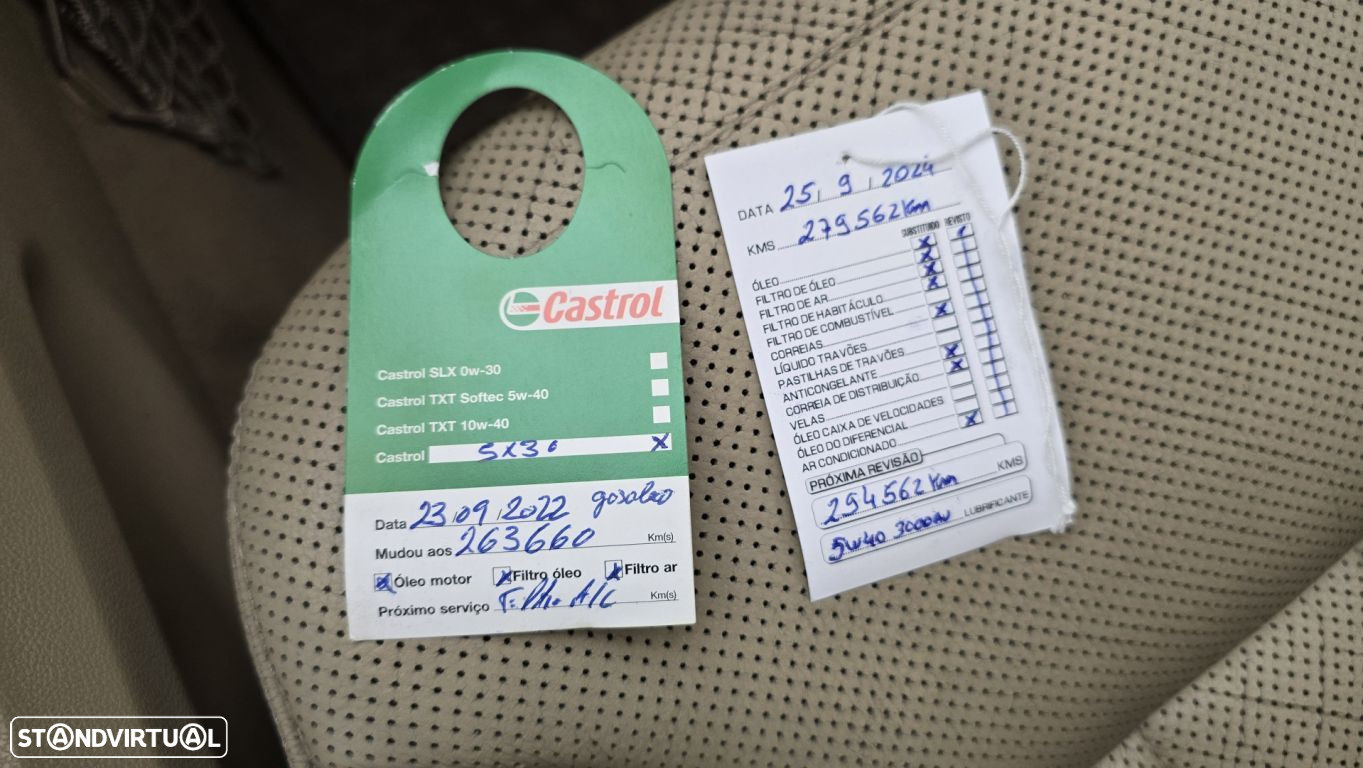 Castrol
Castrol SLX 0w-30
Castrol TXT Softec 5w-40
Castrol TXT 10w-40
Castrol 5X30 X
Data 23/09/2022
Mudou aos 263660 Km(s)
Óleo motor Filtro óleo Filtro ar
Próximo serviço A/C Km(s)
DATA 25/9/2024
KMS 279562 Km
SUBSTITUÍDO REVISTO
ÓLEO
FILTRO DE ÓLEO
FILTRO DE AR
FILTRO DE HABITÁCULO
FILTRO DE COMBUSTÍVEL
CORREIAS
LÍQUIDO TRAVÕES
PASTILHAS DE TRAVÕES
ANTICONGELANTE
CORREIA DE DISTRIBUIÇÃO
VELAS
ÓLEO CAIXA DE VELOCIDADES
ÓLEO DO DIFERENCIAL
AR CONDICIONADO
PRÓXIMA REVISÃO
294562 Km KMS
5W40 LUBRIFICANTE
STANDVIRTUAL